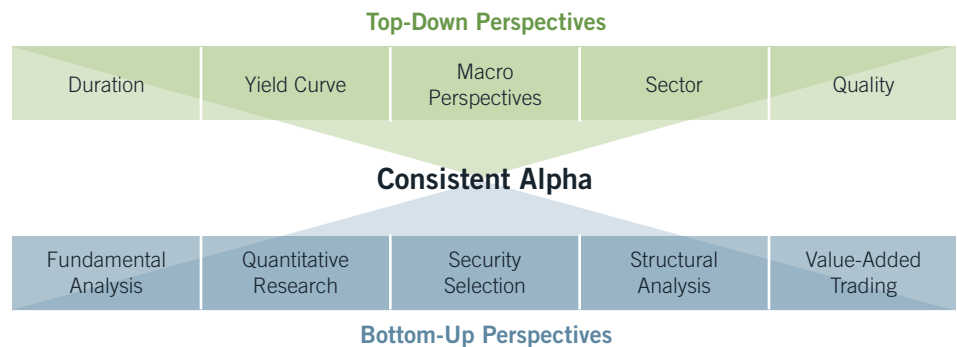 Top-Down Perspectives
Duration
Yield Curve
Macro
Perspectives
Sector
Quality
Consistent Alpha
Fundamental
Analysis
Quantitative
Research
Security
Selection
Structural
Analysis
Value-Added
Trading
Bottom-Up Perspectives